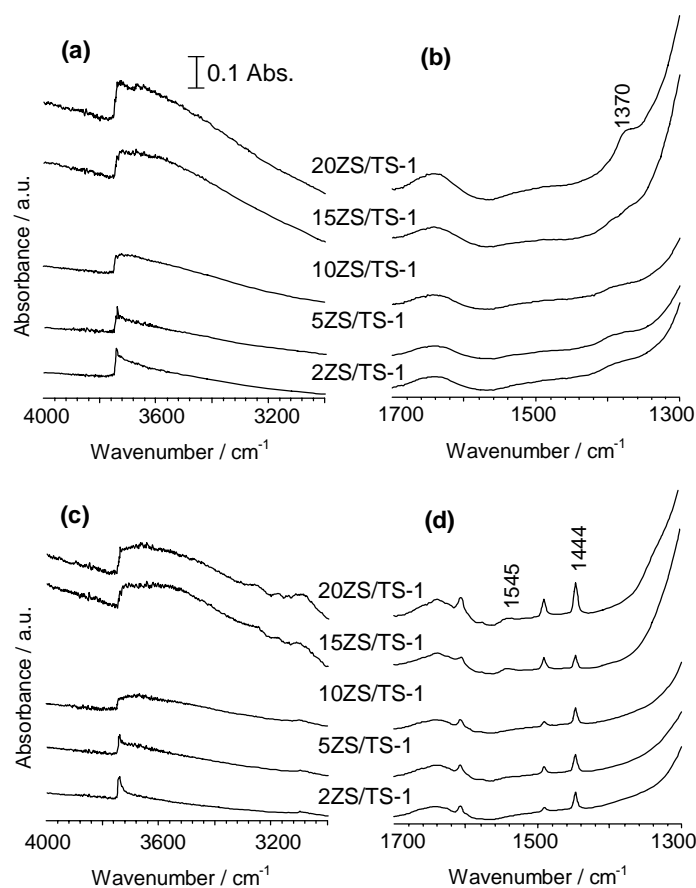 (a)
0.1 Abs.
(b)
1370
20ZS/TS-1
15ZS/TS-1
10ZS/TS-1
5ZS/TS-1
2ZS/TS-1
Absorbance / a.u.
4000 3600 3200
1700 1500 1300
Wavenumber / cm⁻¹
Wavenumber / cm⁻¹
(c)
(d)
1545
1444
20ZS/TS-1
15ZS/TS-1
10ZS/TS-1
5ZS/TS-1
2ZS/TS-1
Absorbance / a.u.
4000 3600 3200
1700 1500 1300
Wavenumber / cm⁻¹
Wavenumber / cm⁻¹